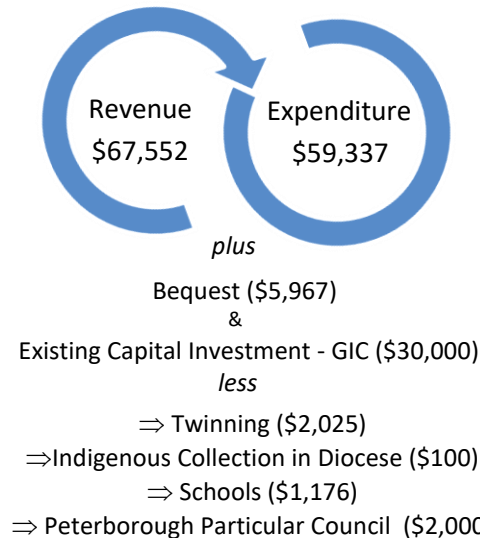 Revenue
$67,552
Expenditure
$59,337
plus
Bequest ($5,967)
&
Existing Capital Investment - GIC ($30,000)
less
⇒ Twinning ($2,025)
⇒Indigenous Collection in Diocese ($100)
⇒ Schools ($1,176)
⇒ Peterborough Particular Council ($2,000